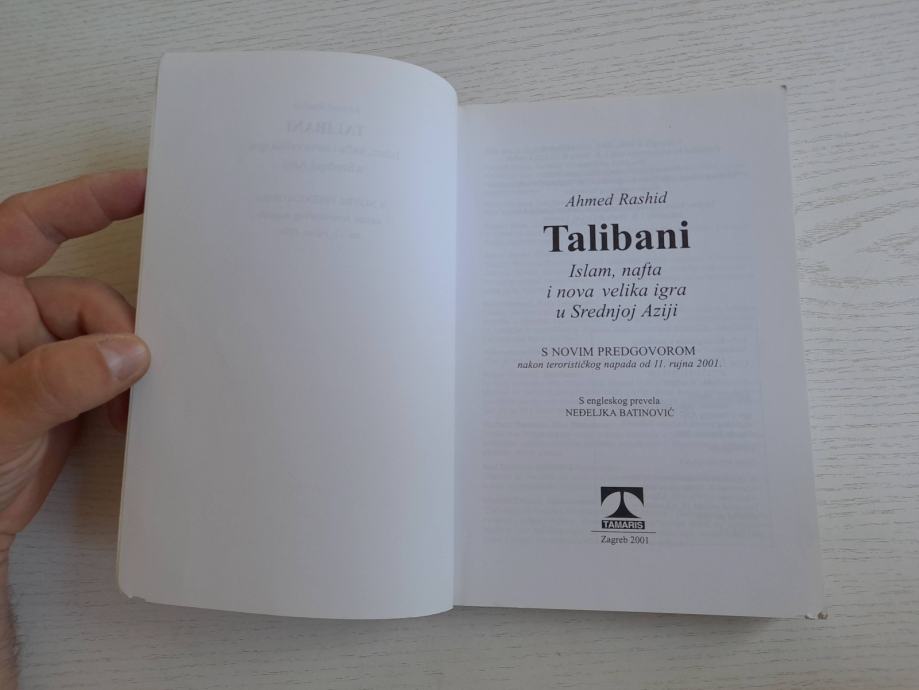 Ahmed Rashid
Talibani
Islam, nafta
i nova velika igra
u Srednjoj Aziji
S NOVIM PREDGOVOROM
nakon terorističkog napada od 11. rujna 2001.
S engleskog prevela
NEĐELJKA BATINOVIĆ
TAMARIS
Zagreb 2001